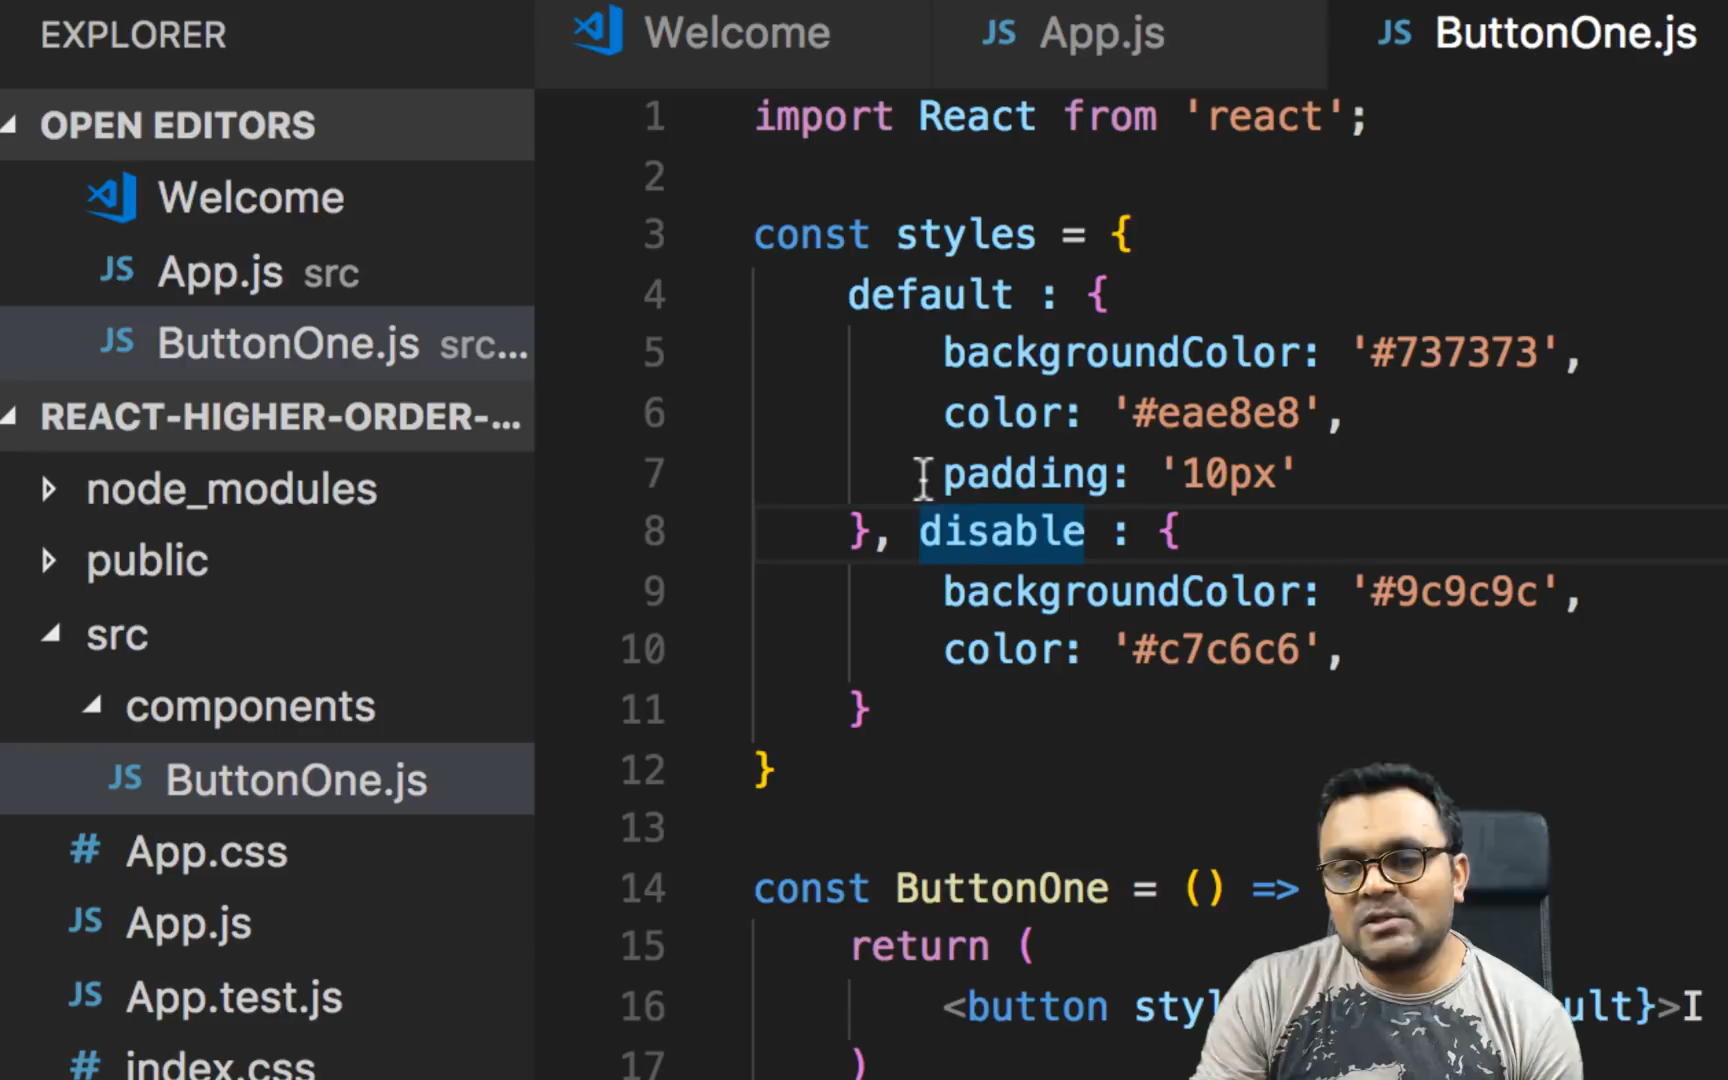 EXPLORER
OPEN EDITORS
Welcome
JS App.js src
JS ButtonOne.js src...
REACT-HIGHER-ORDER-...
node_modules
public
src
components
JS ButtonOne.js
# App.css
JS App.js
JS App.test.js
# index.css
Welcome
JS App.js
JS ButtonOne.js
1 import React from 'react';
2
3 const styles = {
4 default : {
5 backgroundColor: '#737373',
6 color: '#eae8e8',
7 padding: '10px'
8 }, disable : {
9 backgroundColor: '#9c9c9c',
10 color: '#c7c6c6',
11 }
12 }
13
14 const ButtonOne = () =>
15 return (
16 <button styl ult}>I
17 )